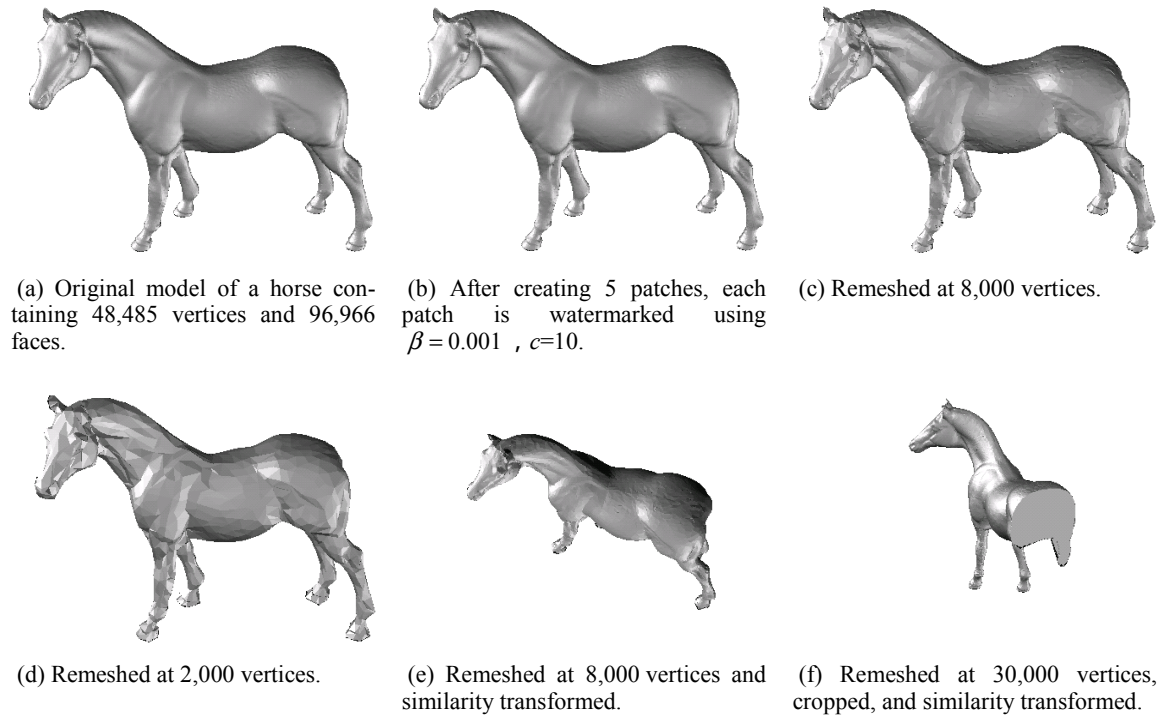 (a) Original model of a horse con-
taining 48,485 vertices and 96,966
faces.
(b) After creating 5 patches, each
patch is watermarked using
β = 0.001 , c=10.
(c) Remeshed at 8,000 vertices.
(d) Remeshed at 2,000 vertices.
(e) Remeshed at 8,000 vertices and
similarity transformed.
(f) Remeshed at 30,000 vertices,
cropped, and similarity transformed.